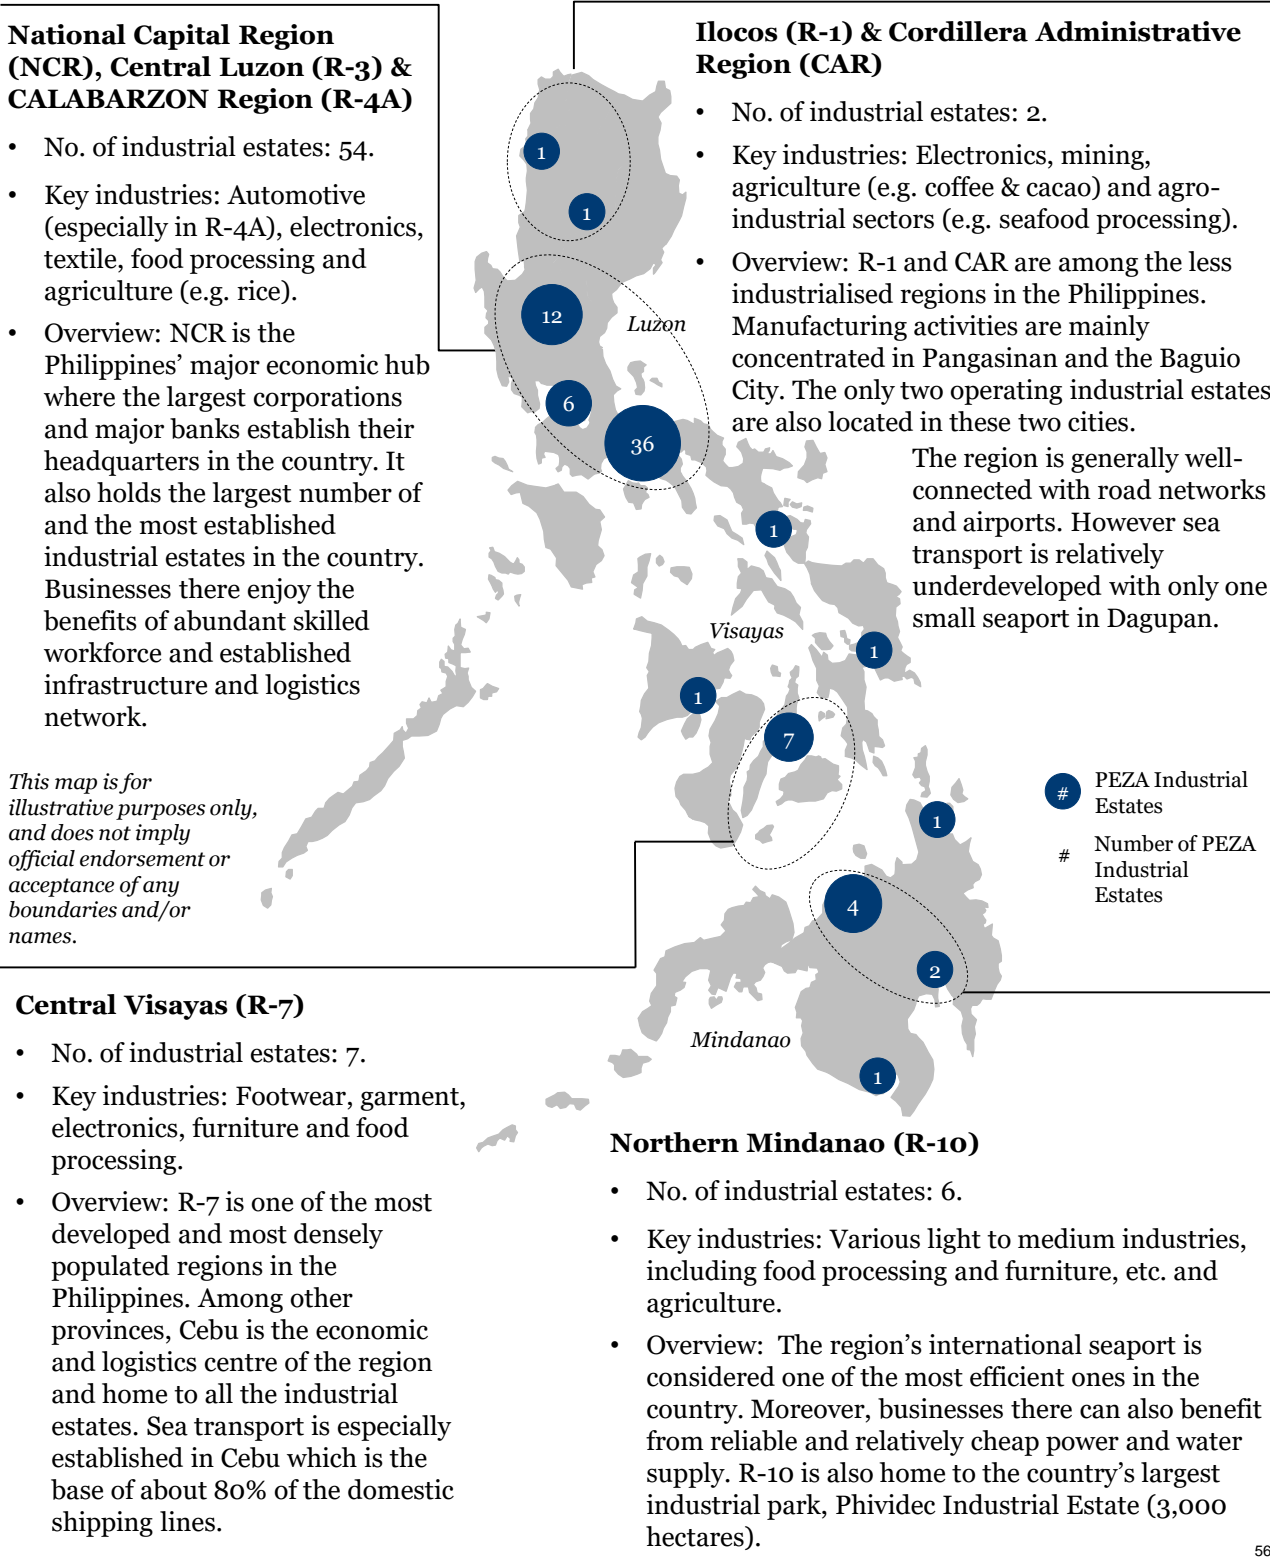 National Capital Region
(NCR), Central Luzon (R-3) &
CALABARZON Region (R-4A)
• No. of industrial estates: 54.
• Key industries: Automotive
(especially in R-4A), electronics,
textile, food processing and
agriculture (e.g. rice).
• Overview: NCR is the
Philippines’ major economic hub
where the largest corporations
and major banks establish their
headquarters in the country. It
also holds the largest number of
and the most established
industrial estates in the country.
Businesses there enjoy the
benefits of abundant skilled
workforce and established
infrastructure and logistics
network.
This map is for
illustrative purposes only,
and does not imply
official endorsement or
acceptance of any
boundaries and/or
names.
Ilocos (R-1) & Cordillera Administrative
Region (CAR)
• No. of industrial estates: 2.
• Key industries: Electronics, mining,
agriculture (e.g. coffee & cacao) and agro-
industrial sectors (e.g. seafood processing).
• Overview: R-1 and CAR are among the less
industrialised regions in the Philippines.
Manufacturing activities are mainly
concentrated in Pangasinan and the Baguio
City. The only two operating industrial estates
are also located in these two cities.
The region is generally well-
connected with road networks
and airports. However sea
transport is relatively
underdeveloped with only one
small seaport in Dagupan.
1
1
12
Luzon
6
36
1
Visayas
1
1
7
1
4
2
Mindanao
1
# PEZA Industrial
Estates
# Number of PEZA
Industrial
Estates
Central Visayas (R-7)
• No. of industrial estates: 7.
• Key industries: Footwear, garment,
electronics, furniture and food
processing.
• Overview: R-7 is one of the most
developed and most densely
populated regions in the
Philippines. Among other
provinces, Cebu is the economic
and logistics centre of the region
and home to all the industrial
estates. Sea transport is especially
established in Cebu which is the
base of about 80% of the domestic
shipping lines.
Northern Mindanao (R-10)
• No. of industrial estates: 6.
• Key industries: Various light to medium industries,
including food processing and furniture, etc. and
agriculture.
• Overview: The region’s international seaport is
considered one of the most efficient ones in the
country. Moreover, businesses there can also benefit
from reliable and relatively cheap power and water
supply. R-10 is also home to the country’s largest
industrial park, Phividec Industrial Estate (3,000
hectares).
56